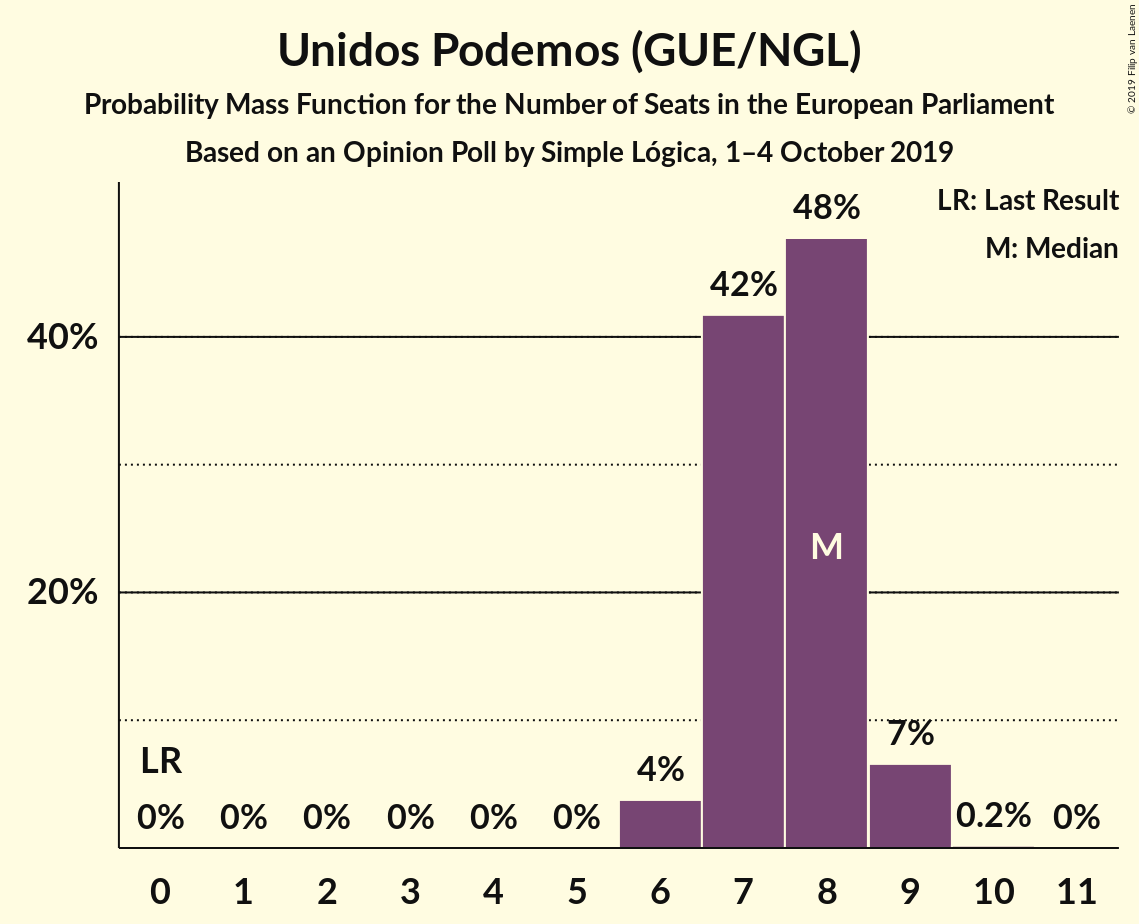 Unidos Podemos (GUE/NGL)
Probability Mass Function for the Number of Seats in the European Parliament
Based on an Opinion Poll by Simple Lógica, 1–4 October 2019
© 2019 Filip van Laenen
LR: Last Result
M: Median
48%
42%
40%
M
20%
7%
LR
4%
0% 0% 0% 0% 0% 0% 0.2% 0%
0 1 2 3 4 5 6 7 8 9 10 11